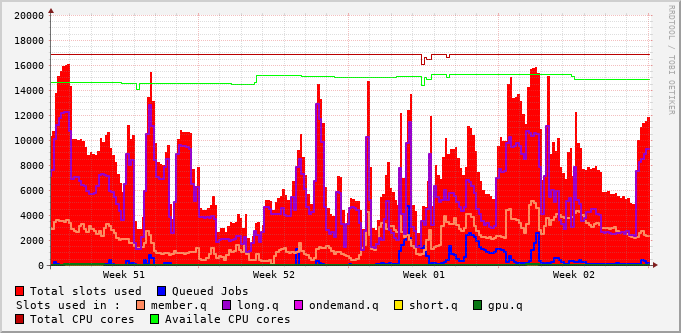 20000
18000
16000
14000
12000
10000
8000
6000
4000
2000
0
Week 51 Week 52 Week 01 Week 02
RRDTOOL / TOBI OETIKER
Total slots used Queued Jobs
Slots used in : member.q long.q ondemand.q short.q gpu.q
Total CPU cores Availale CPU cores